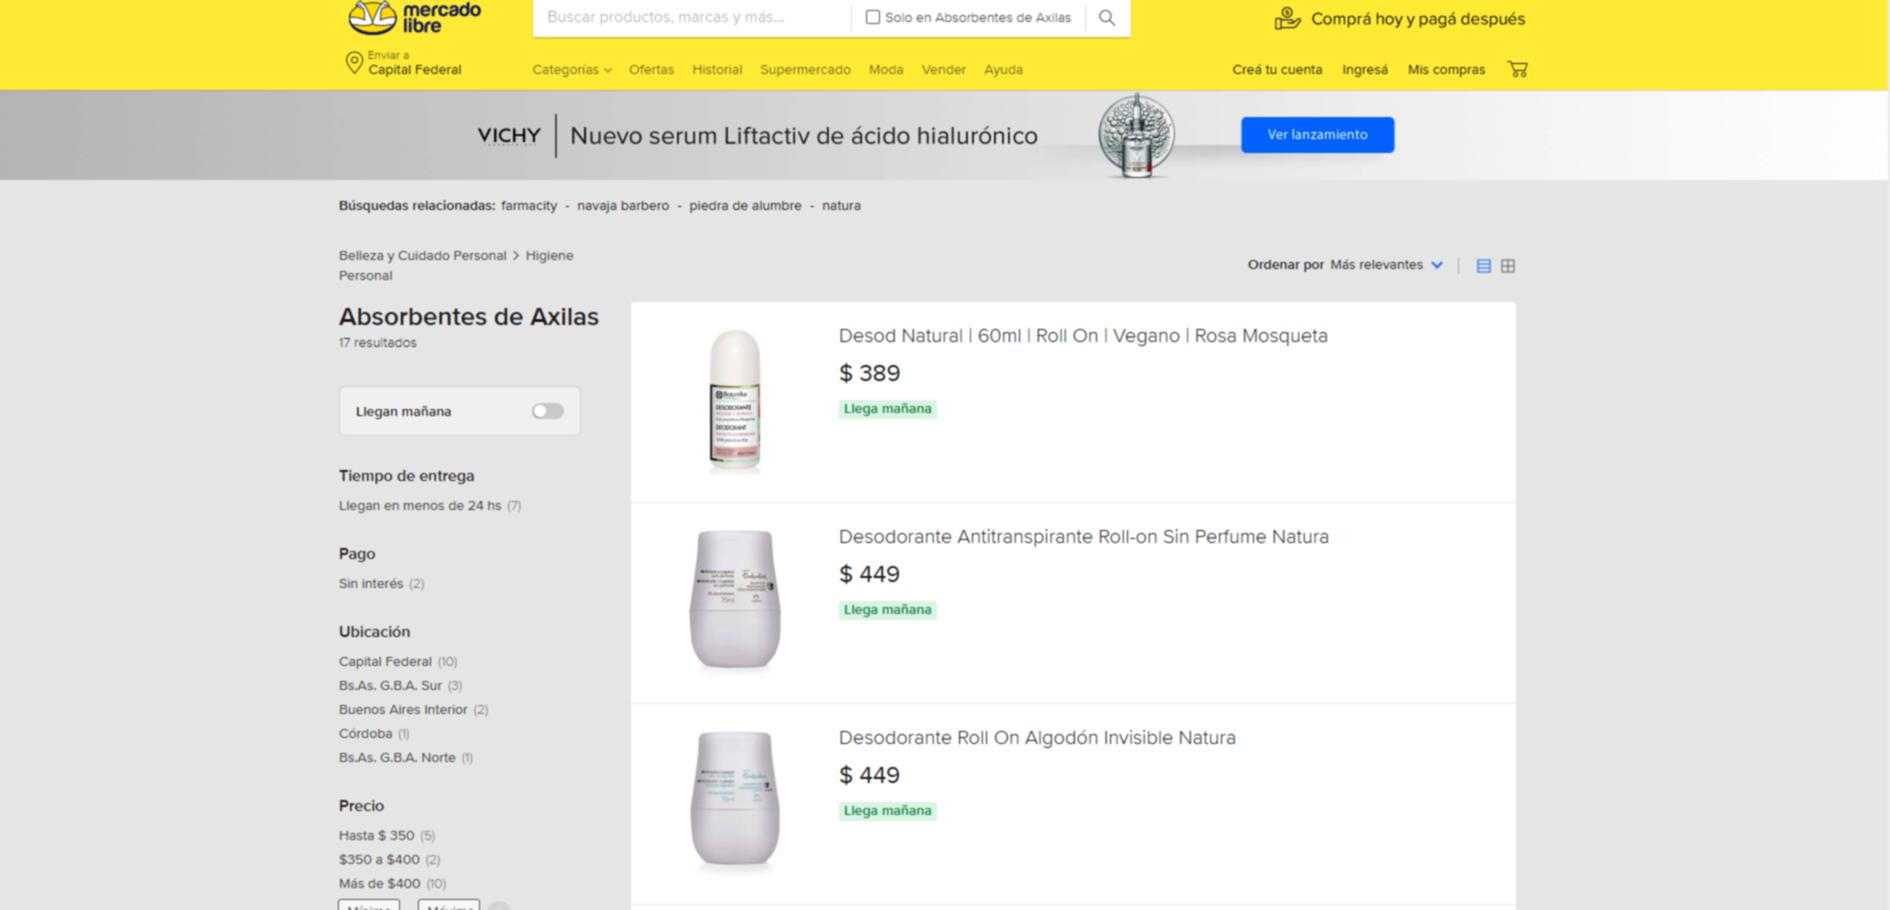 mercado
libre
Buscar productos, marcas y más...
Solo en Absorbentes de Axilas
Comprá hoy y pagá después
Enviar a
Capital Federal
Categorías Ofertas Historial Supermercado Moda Vender Ayuda
Creá tu cuenta Ingresá Mis compras
VICHY
Nuevo serum Liftactiv de ácido hialurónico
Ver lanzamiento
Búsquedas relacionadas: farmacity - navaja barbero - piedra de alumbre - natura
Belleza y Cuidado Personal > Higiene
Personal
Ordenar por Más relevantes
Absorbentes de Axilas
17 resultados
Llegan mañana
Tiempo de entrega
Llegan en menos de 24 hs (7)
Pago
Sin interés (2)
Ubicación
Capital Federal (10)
Bs.As. G.B.A. Sur (3)
Buenos Aires Interior (2)
Córdoba (1)
Bs.As. G.B.A. Norte (1)
Precio
Hasta $ 350 (5)
$350 a $400 (2)
Más de $400 (10)
Mínimo Máximo
Desod Natural | 60ml | Roll On | Vegano | Rosa Mosqueta
$ 389
Llega mañana
Botanika
DESODORANTE
DEODORANT
Desodorante Antitranspirante Roll-on Sin Perfume Natura
$ 449
Llega mañana
70ml
Desodorante Roll On Algodón Invisible Natura
$ 449
Llega mañana
70ml